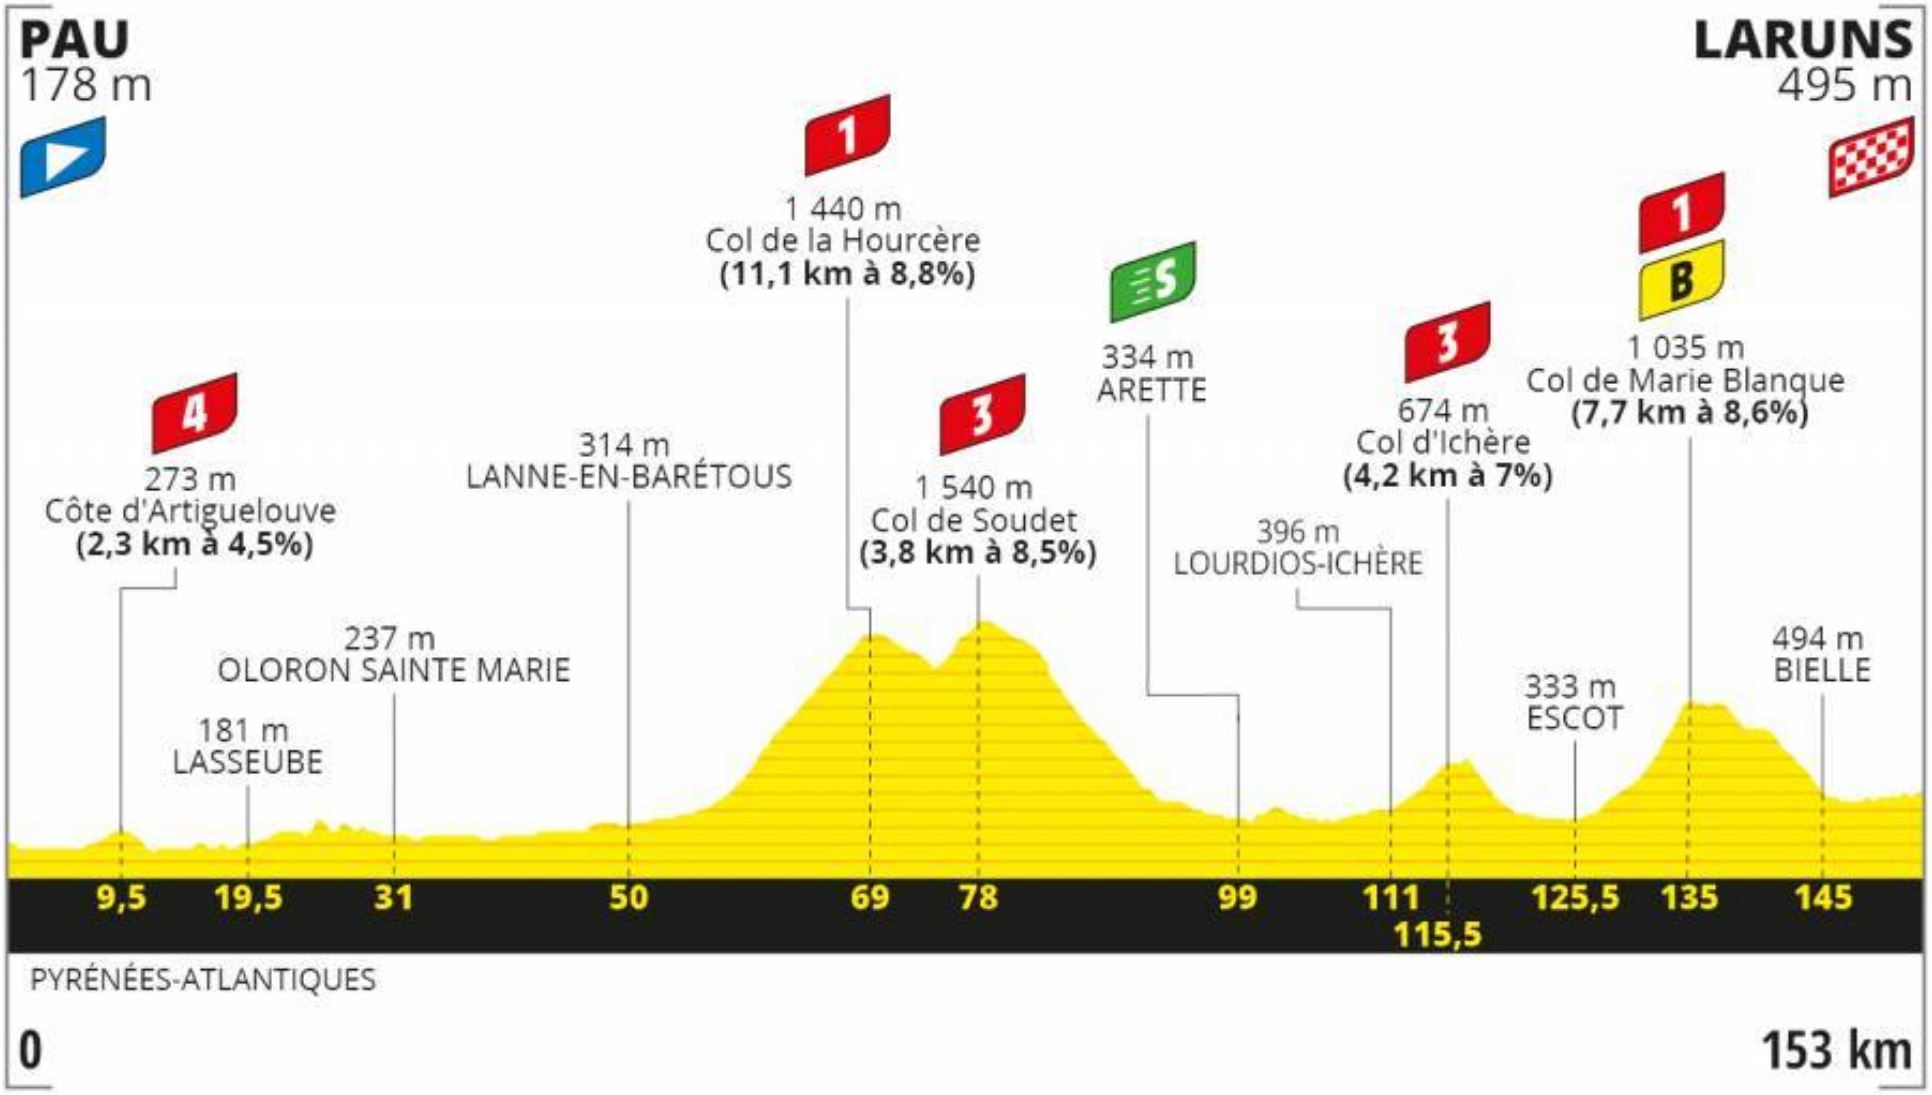 PAU
178 m
LARUNS
495 m
1
1 440 m
Col de la Hourcère
(11,1 km à 8,8%)
1
B
1 035 m
Col de Marie Blanque
(7,7 km à 8,6%)
S
334 m
ARETTE
3
674 m
Col d'Ichère
(4,2 km à 7%)
4
273 m
Côte d'Artiguelouve
(2,3 km à 4,5%)
314 m
LANNE-EN-BARÉTOUS
3
1 540 m
Col de Soudet
(3,8 km à 8,5%)
396 m
LOURDIOS-ICHÈRE
237 m
OLORON SAINTE MARIE
181 m
LASSEUBE
333 m
ESCOT
494 m
BIELLE
9,5 19,5 31 50 69 78 99 111 125,5 135 145
115,5
PYRÉNÉES-ATLANTIQUES
0
153 km